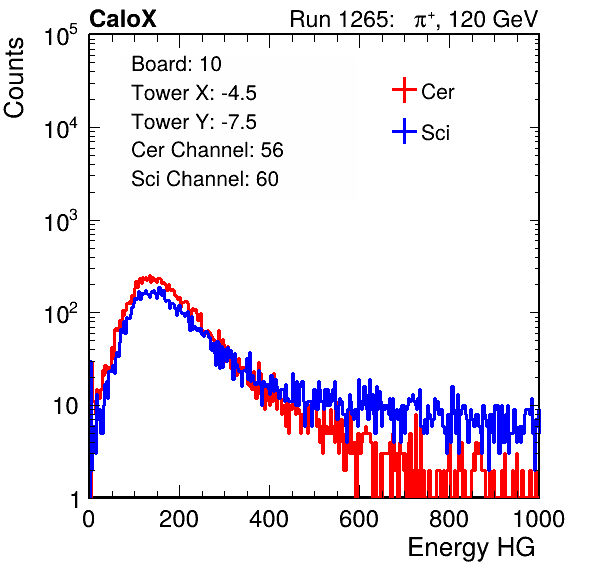 CaloX Run 1265: π⁺, 120 GeV
Counts
10⁵
10⁴
10³
10²
10
1
Board: 10
Tower X: -4.5
Tower Y: -7.5
Cer Channel: 56
Sci Channel: 60
Cer
Sci
0 200 400 600 800 1000
Energy HG